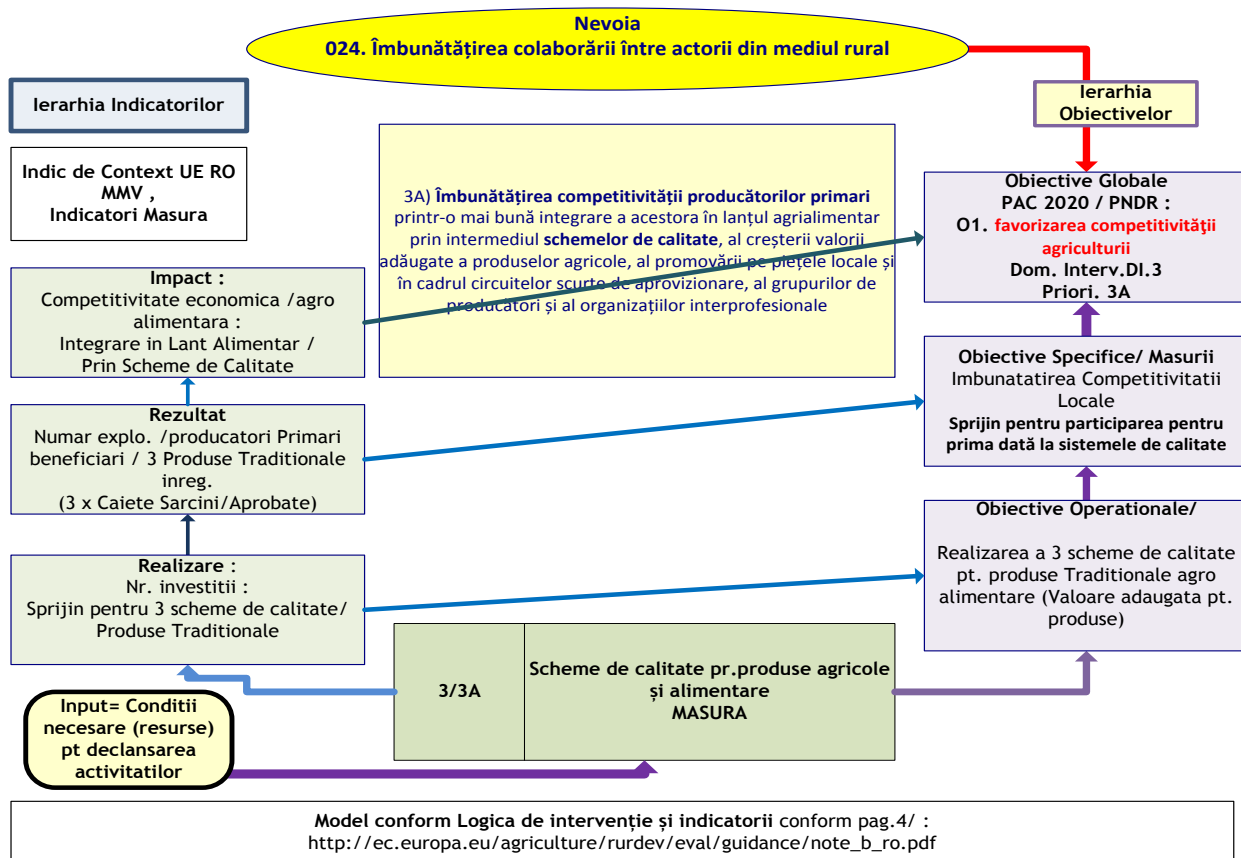 Nevoia
024. Îmbunătățirea colaborării între actorii din mediul rural
Ierarhia Indicatorilor
Ierarhia
Obiectivelor
Indic de Context UE RO
MMV ,
Indicatori Masura
3A) Îmbunătățirea competitivității producătorilor primari
printr-o mai bună integrare a acestora în lanțul agrialimentar
prin intermediul schemelor de calitate, al creșterii valorii
adăugate a produselor agricole, al promovării pe piețele locale și
în cadrul circuitelor scurte de aprovizionare, al grupurilor de
producători și al organizațiilor interprofesionale
Obiective Globale
PAC 2020 / PNDR :
O1. favorizarea competitivăţii
agriculturii
Dom. Interv.DI.3
Priori. 3A
Impact :
Competitivitate economica /agro
alimentara :
Integrare in Lant Alimentar /
Prin Scheme de Calitate
Obiective Specifice/ Masurii
Imbunatatirea Competitivitatii
Locale
Sprijin pentru participarea pentru
prima dată la sistemele de calitate
Rezultat
Numar explo. /producatori Primari
beneficiari / 3 Produse Traditionale
inreg.
(3 x Caiete Sarcini/Aprobate)
Obiective Operationale/
Realizarea a 3 scheme de calitate
pt. produse Traditionale agro
alimentare (Valoare adaugata pt.
produse)
Realizare :
Nr. investitii :
Sprijin pentru 3 scheme de calitate/
Produse Traditionale
3/3A
Scheme de calitate pr.produse agricole
și alimentare
MASURA
Input= Conditii
necesare (resurse)
pt declansarea
activitatilor
Model conform Logica de intervenție și indicatorii conform pag.4/ :
http://ec.europa.eu/agriculture/rurdev/eval/guidance/note_b_ro.pdf